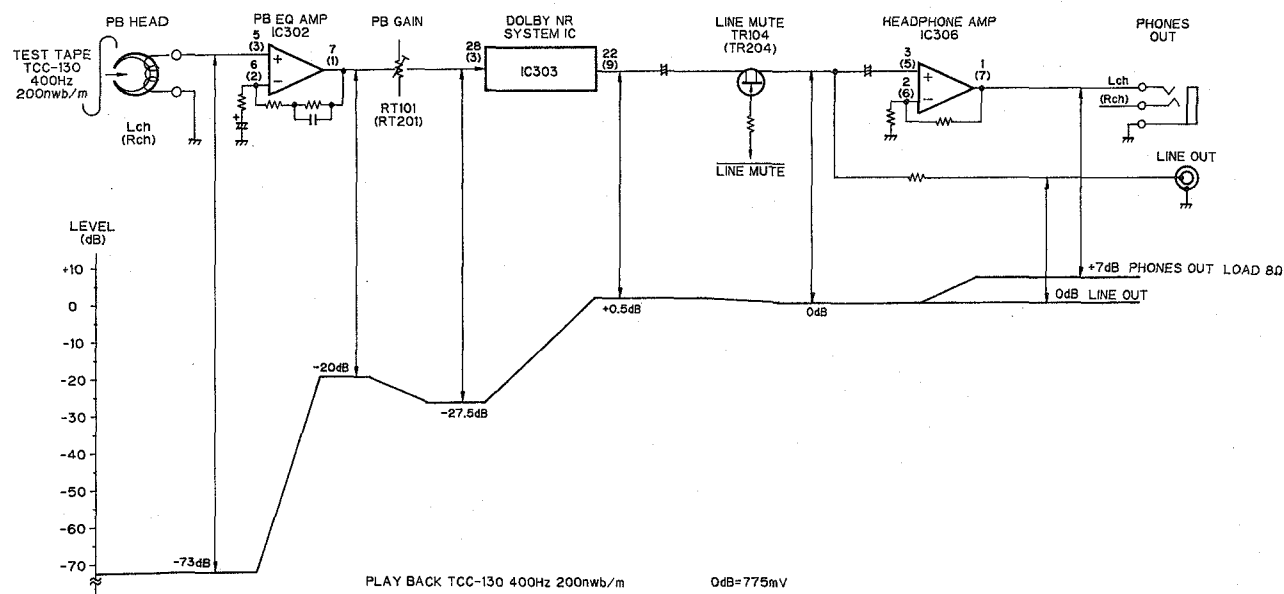 PB HEAD
TEST TAPE
TCC-130
400Hz
200nwb/m
Lch
(Rch)
PB EQ AMP
IC302
5
(3)
6
(2)
7
(1)
+
−
+
PB GAIN
RT101
(RT201)
DOLBY NR
SYSTEM IC
28
(3)
IC303
22
(9)
LINE MUTE
TR104
(TR204)
LINE MUTE
HEADPHONE AMP
IC306
3
(5)
2
(6)
1
(7)
+
−
PHONES
OUT
Lch
(Rch)
LINE OUT
LEVEL
(dB)
+10
0
-10
-20
-30
-40
-50
-60
-70
-73dB
-20dB
-27.5dB
+0.5dB
0dB
+7dB PHONES OUT LOAD 8Ω
0dB LINE OUT
PLAY BACK TCC-130 400Hz 200nwb/m
0dB=775mV